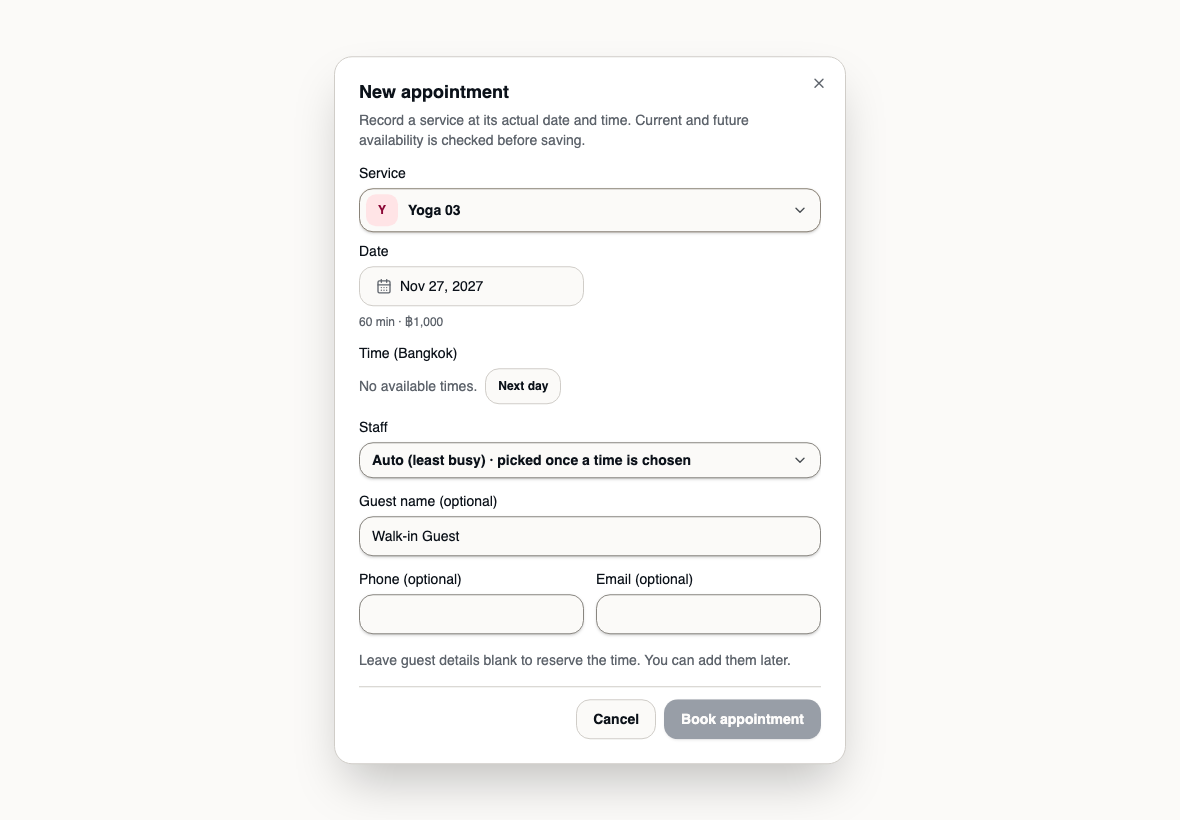 New appointment
Record a service at its actual date and time. Current and future
availability is checked before saving.
Service
Y Yoga 03
Date
Nov 27, 2027
60 min · ฿1,000
Time (Bangkok)
No available times. Next day
Staff
Auto (least busy) · picked once a time is chosen
Guest name (optional)
Walk-in Guest
Phone (optional) Email (optional)
Leave guest details blank to reserve the time. You can add them later.
Cancel Book appointment